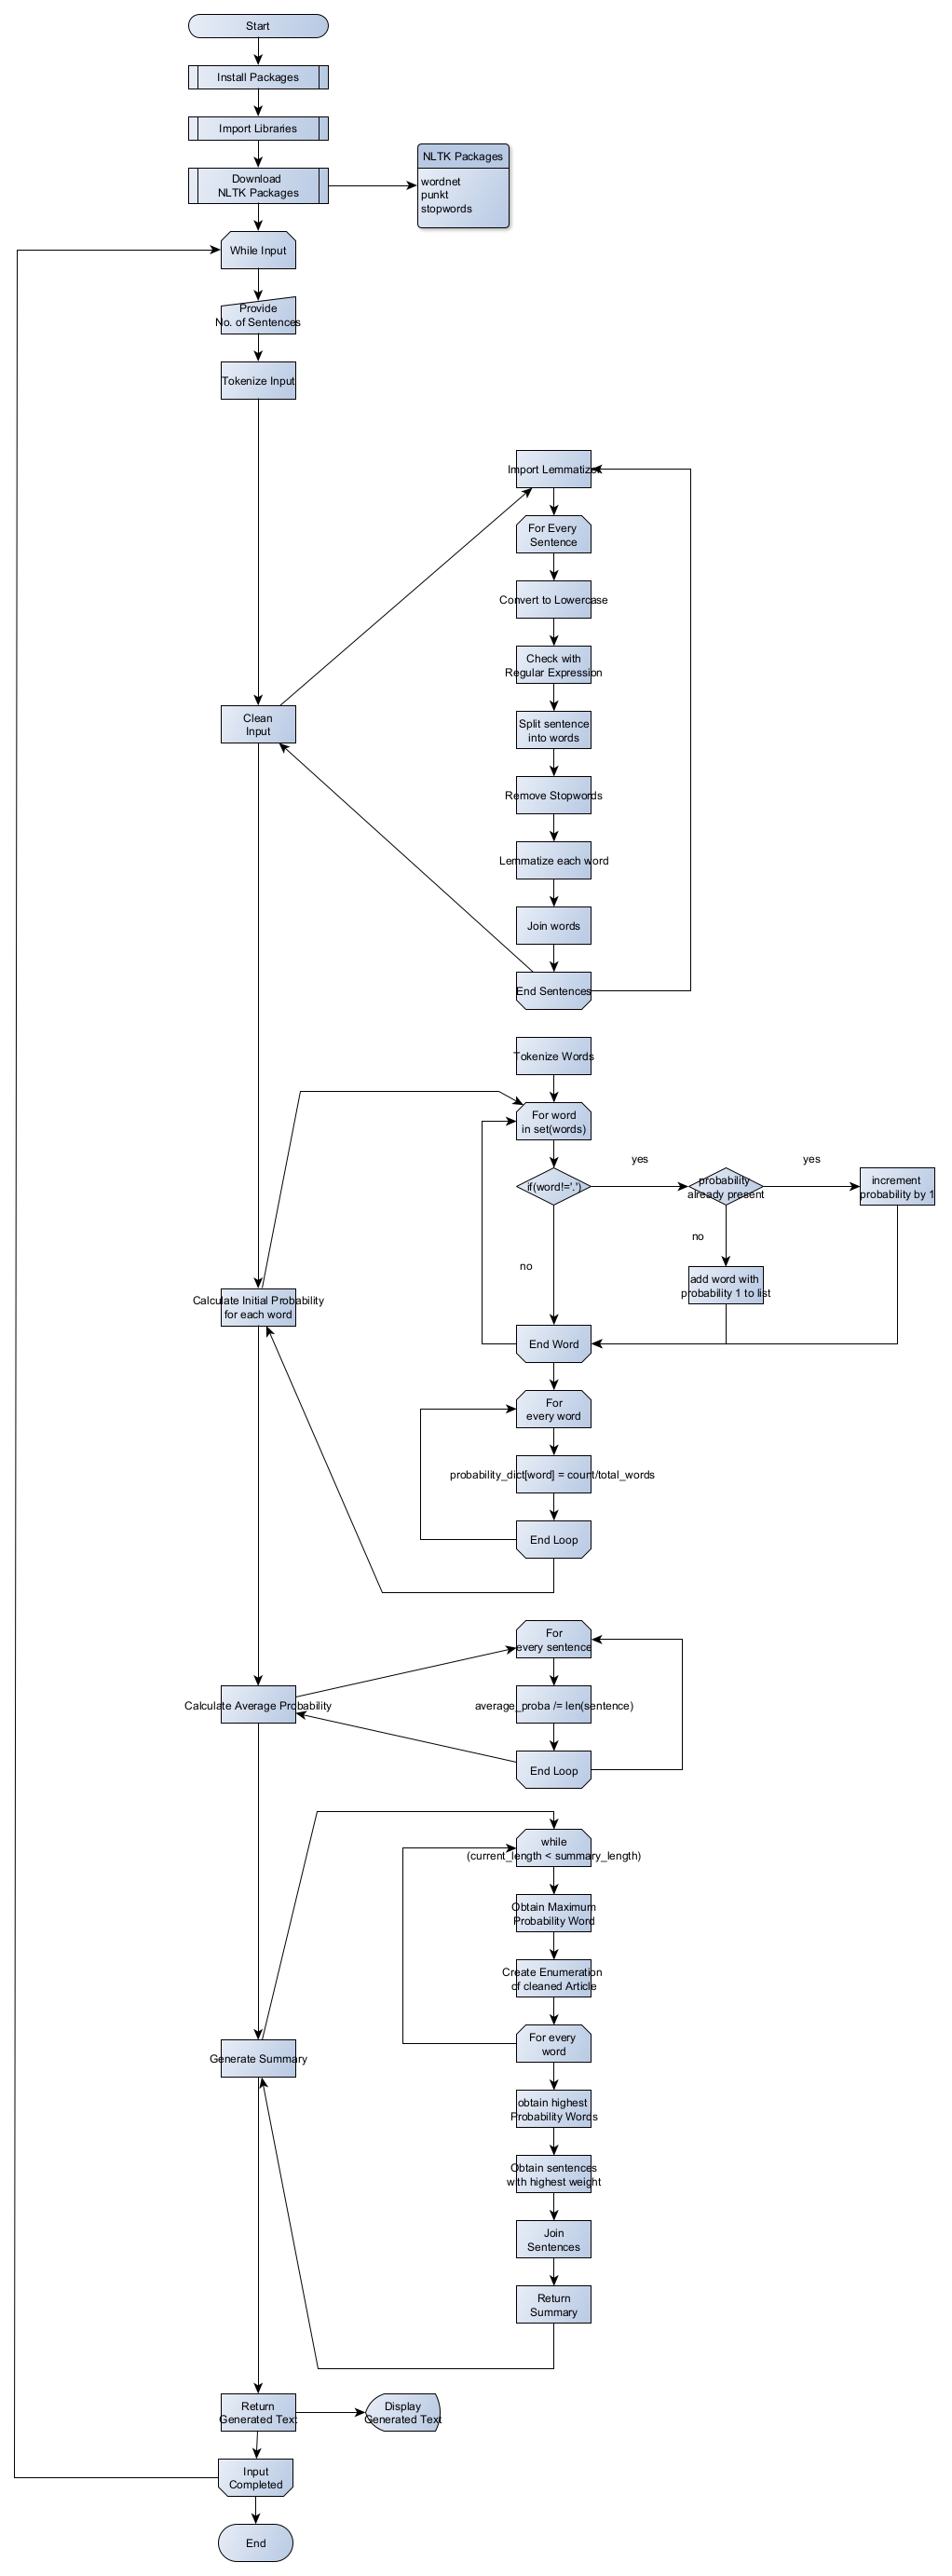 Start
Install Packages
Import Libraries
Download
NLTK Packages
NLTK Packages
wordnet
punkt
stopwords
While Input
Provide
No. of Sentences
Tokenize Input
Import Lemmatizer
For Every
Sentence
Convert to Lowercase
Check with
Regular Expression
Split sentence
into words
Remove Stopwords
Lemmatize each word
Join words
End Sentences
Clean
Input
Tokenize Words
For word
in set(words)
if(word!='.')
yes
probability
already present
yes
increment
probability by 1
no
add word with
probability 1 to list
no
End Word
Calculate Initial Probability
for each word
For
every word
probability_dict[word] = count/total_words
End Loop
For
every sentence
average_proba /= len(sentence)
End Loop
Calculate Average Probability
while
(current_length < summary_length)
Obtain Maximum
Probability Word
Create Enumeration
of cleaned Article
For every
word
obtain highest
Probability Words
Obtain sentences
with highest weight
Join
Sentences
Return
Summary
Generate Summary
Return
Generated Text
Display
Generated Text
Input
Completed
End